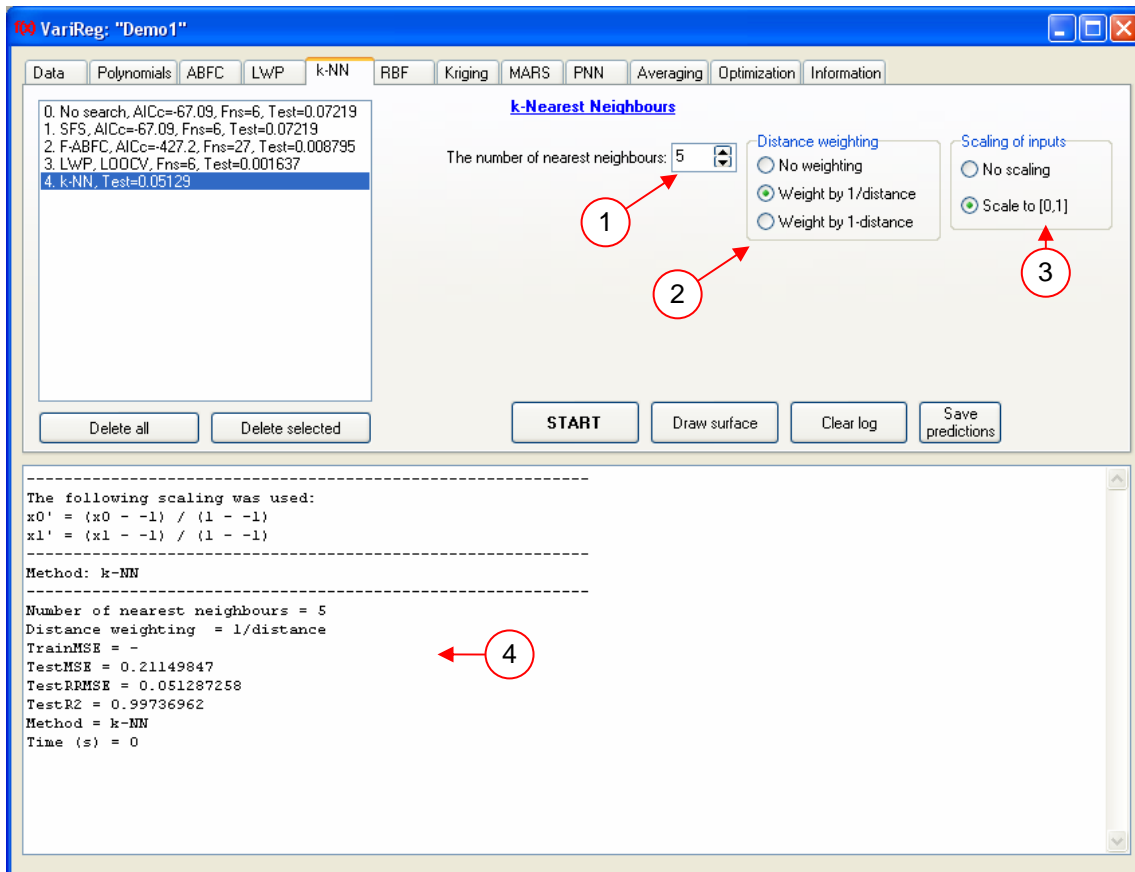 f(x) VariReg: "Demo1"
Data Polynomials ABFC LWP k-NN RBF Kriging MARS PNN Averaging Optimization Information
0. No search, AICc=-67.09, Fns=6, Test=0.07219
1. SFS, AICc=-67.09, Fns=6, Test=0.07219
2. F-ABFC, AICc=-427.2, Fns=27, Test=0.008795
3. LWP, LOOCV, Fns=6, Test=0.001637
4. k-NN, Test=0.05129
Delete all Delete selected
k-Nearest Neighbours
The number of nearest neighbours: 5
1
Distance weighting
No weighting
Weight by 1/distance
Weight by 1-distance
2
Scaling of inputs
No scaling
Scale to [0,1]
3
START Draw surface Clear log Save
predictions
---------------------------------------------------------------
The following scaling was used:
x0' = (x0 - -1) / (1 - -1)
x1' = (x1 - -1) / (1 - -1)
---------------------------------------------------------------
Method: k-NN
---------------------------------------------------------------
Number of nearest neighbours = 5
Distance weighting  = 1/distance
TrainMSE = -
TestMSE = 0.21149847
TestRRMSE = 0.051287258
TestR2 = 0.99736962
Method = k-NN
Time (s) = 0
4